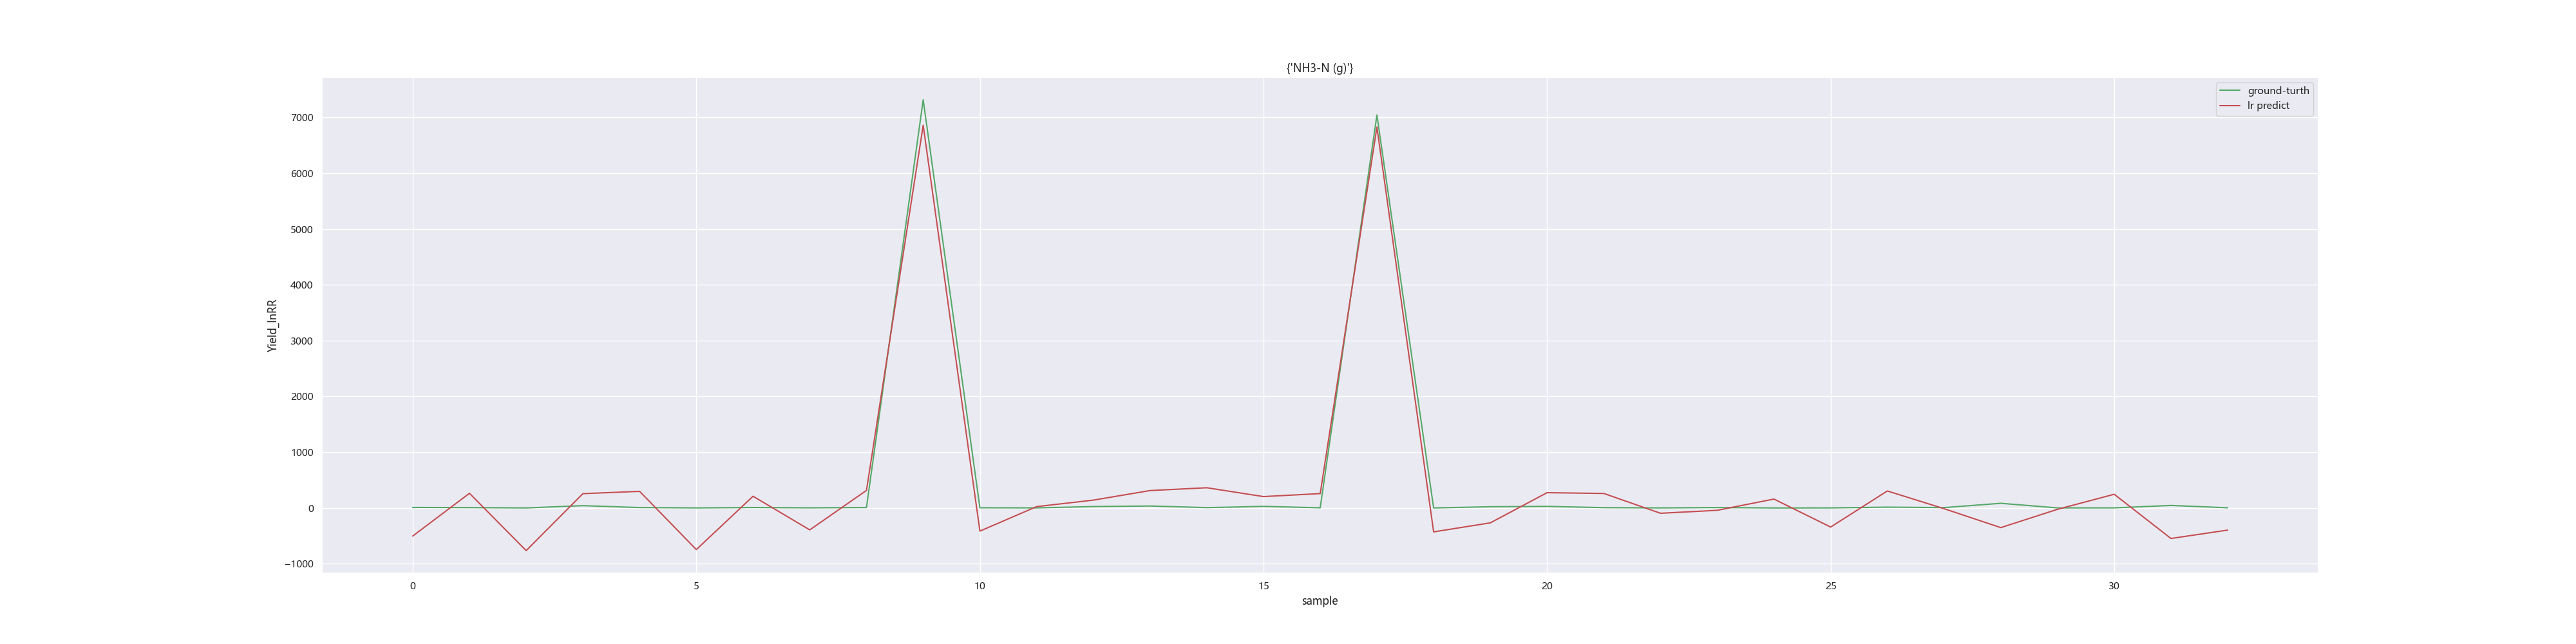 {'NH3-N (g)'}
ground-turth
lr predict
7000
6000
5000
4000
3000
2000
1000
0
−1000
Yield_lnRR
0 5 10 15 20 25 30
sample